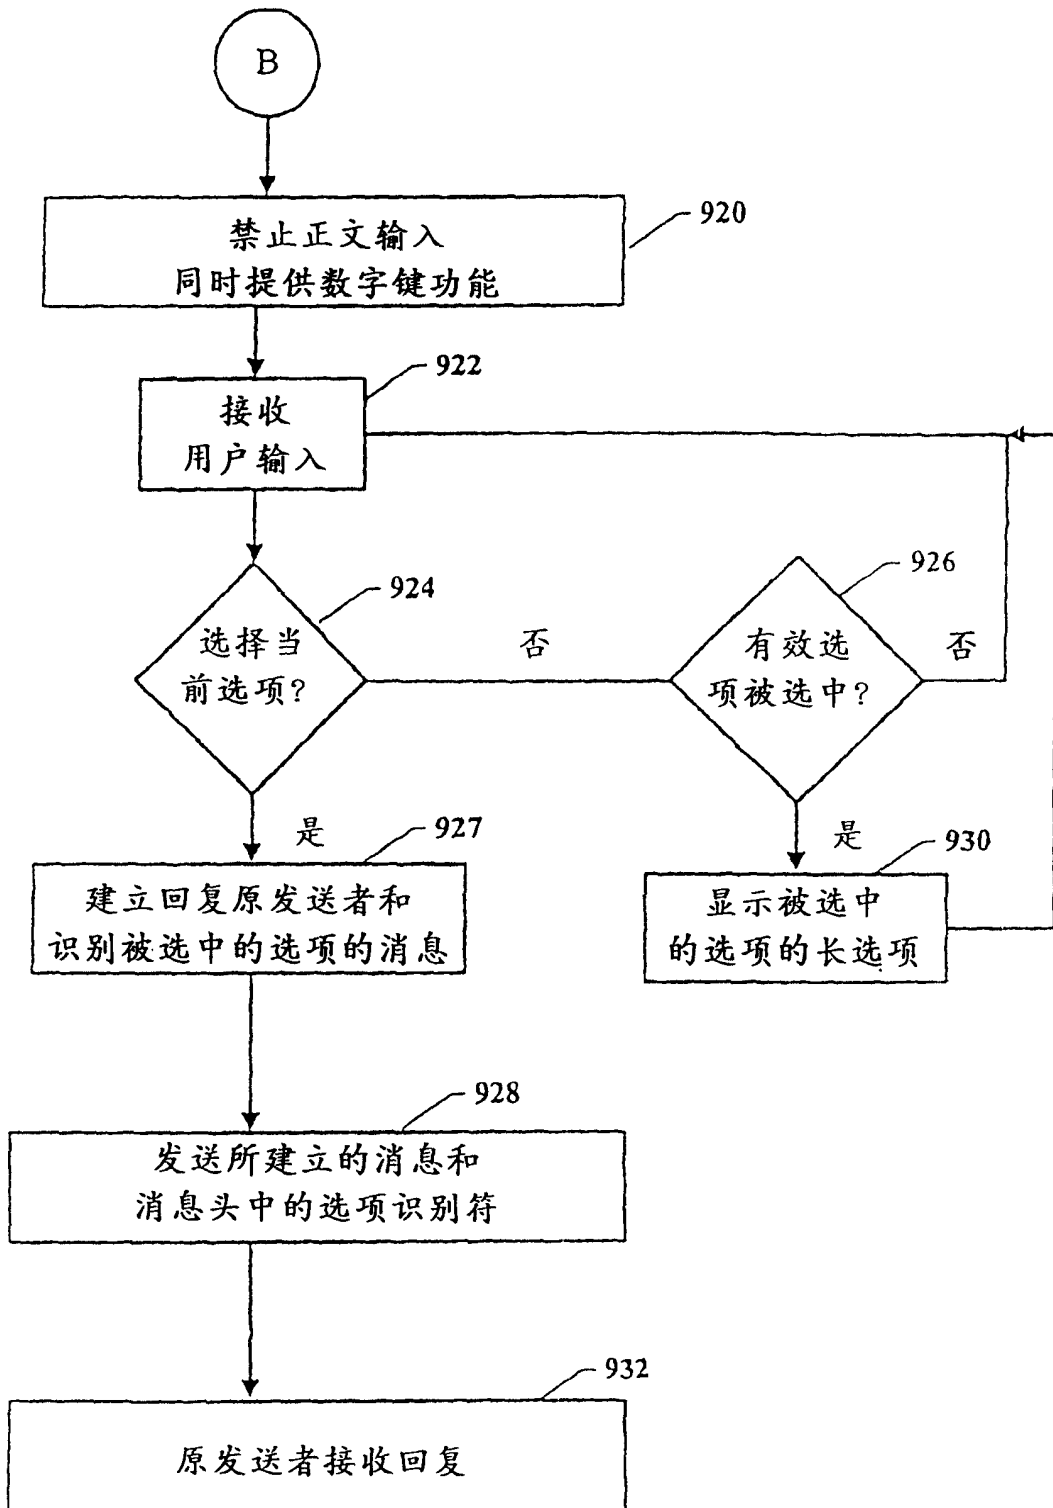 B
禁止正文输入
同时提供数字键功能
920
接收
用户输入
922
选择当
前选项?
924
否
有效选
项被选中?
926
否
是
建立回复原发送者和
识别被选中的选项的消息
927
是
显示被选中
的选项的长选项
930
发送所建立的消息和
消息头中的选项识别符
928
原发送者接收回复
932